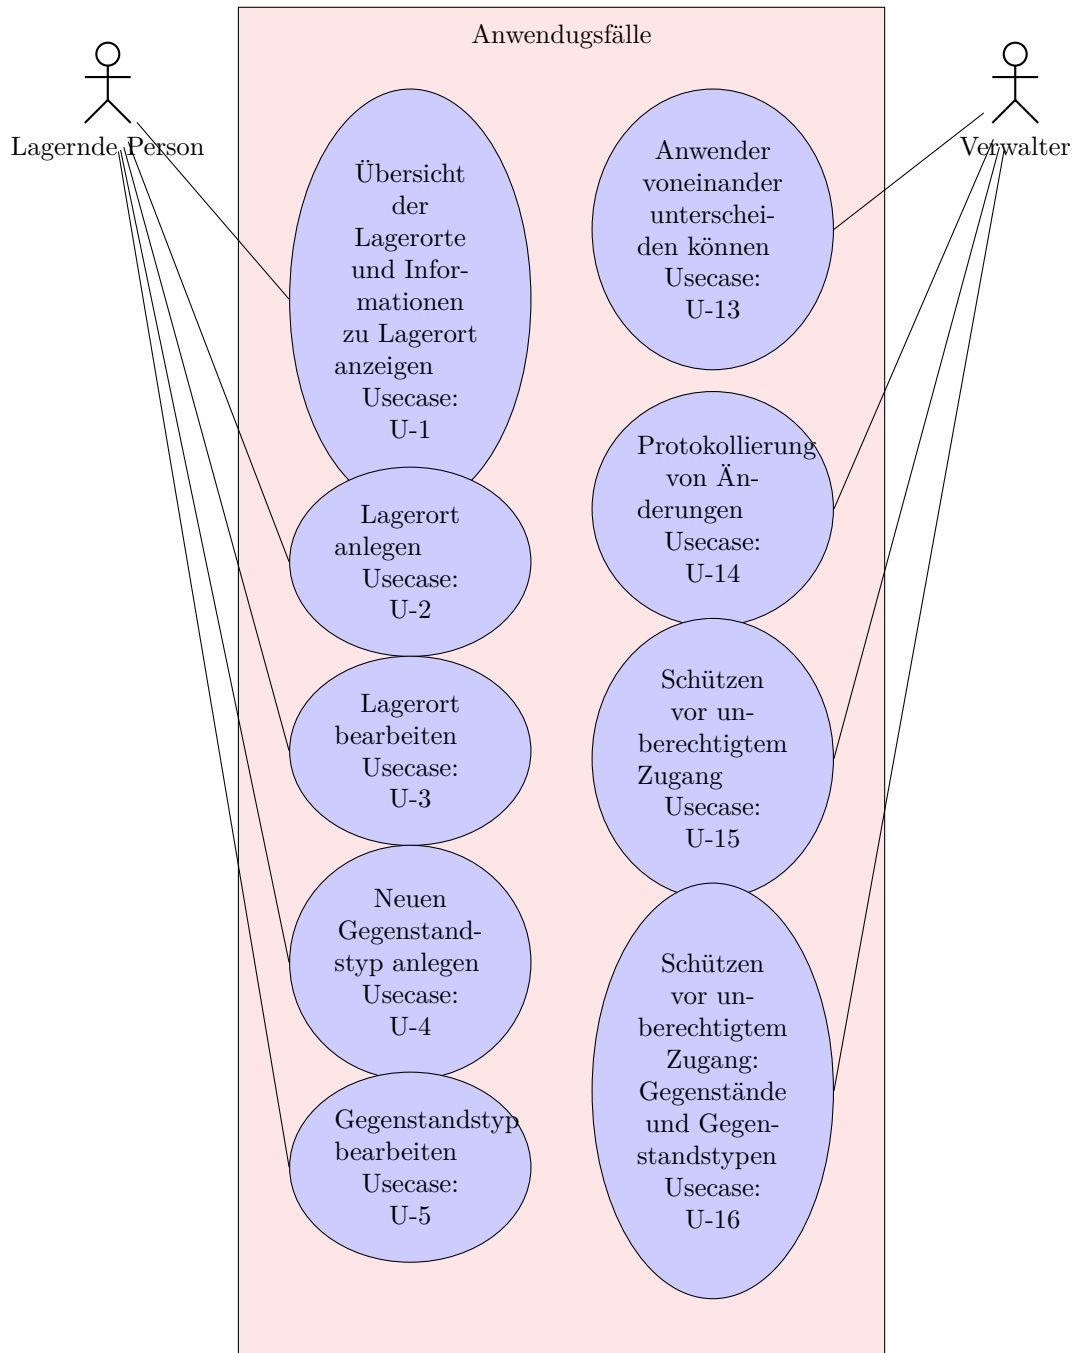 Anwendugsfälle
Lagernde Person
Verwalter
Übersicht
der
Lagerorte
und Infor-
mationen
zu Lagerort
anzeigen
Usecase:
U-1
Lagerort
anlegen
Usecase:
U-2
Lagerort
bearbeiten
Usecase:
U-3
Neuen
Gegenstand-
styp anlegen
Usecase:
U-4
Gegenstandstyp
bearbeiten
Usecase:
U-5
Anwender
voneinander
unterschei-
den können
Usecase:
U-13
Protokollierung
von Än-
derungen
Usecase:
U-14
Schützen
vor un-
berechtigtem
Zugang
Usecase:
U-15
Schützen
vor un-
berechtigtem
Zugang:
Gegenstände
und Gegen-
standstypen
Usecase:
U-16